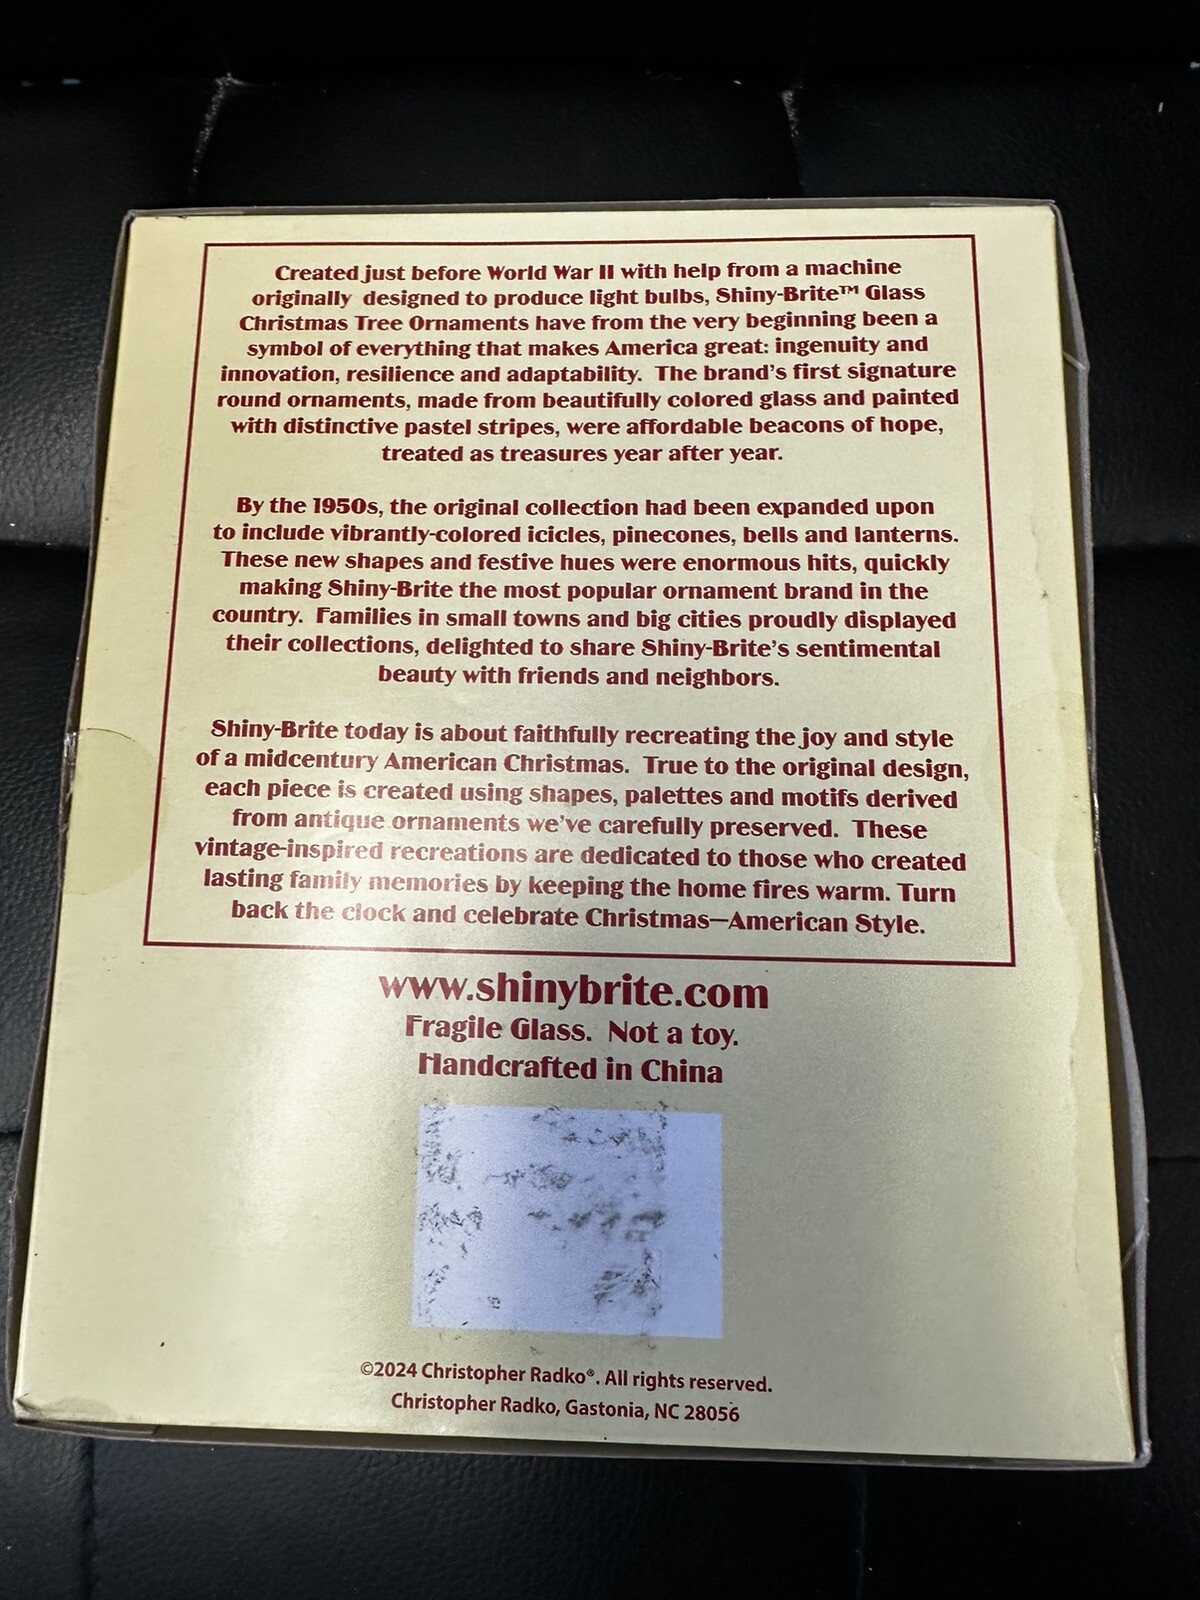 Created just before World War II with help from a machine
originally designed to produce light bulbs, Shiny-Brite™ Glass
Christmas Tree Ornaments have from the very beginning been a
symbol of everything that makes America great: ingenuity and
innovation, resilience and adaptability. The brand's first signature
round ornaments, made from beautifully colored glass and painted
with distinctive pastel stripes, were affordable beacons of hope,
treated as treasures year after year.
By the 1950s, the original collection had been expanded upon
to include vibrantly-colored icicles, pinecones, bells and lanterns.
These new shapes and festive hues were enormous hits, quickly
making Shiny-Brite the most popular ornament brand in the
country. Families in small towns and big cities proudly displayed
their collections, delighted to share Shiny-Brite's sentimental
beauty with friends and neighbors.
Shiny-Brite today is about faithfully recreating the joy and style
of a midcentury American Christmas. True to the original design,
each piece is created using shapes, palettes and motifs derived
from antique ornaments we've carefully preserved. These
vintage-inspired recreations are dedicated to those who created
lasting family memories by keeping the home fires warm. Turn
back the clock and celebrate Christmas—American Style.
www.shinybrite.com
Fragile Glass. Not a toy.
Handcrafted in China
©2024 Christopher Radko®. All rights reserved.
Christopher Radko, Gastonia, NC 28056